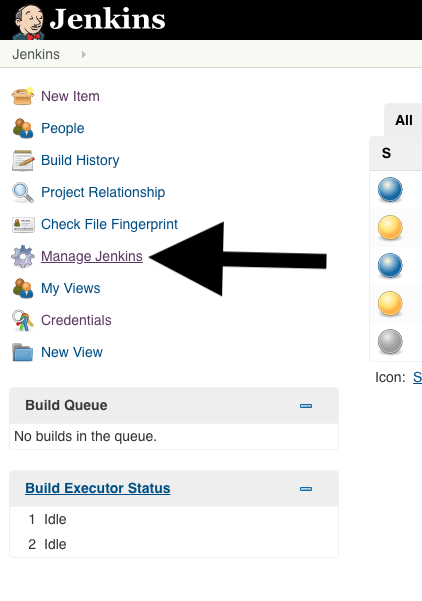 Jenkins
Jenkins
New Item
People
Build History
Project Relationship
Check File Fingerprint
Manage Jenkins
My Views
Credentials
New View
Build Queue
No builds in the queue.
Build Executor Status
1 Idle
2 Idle
All
S
Icon: S